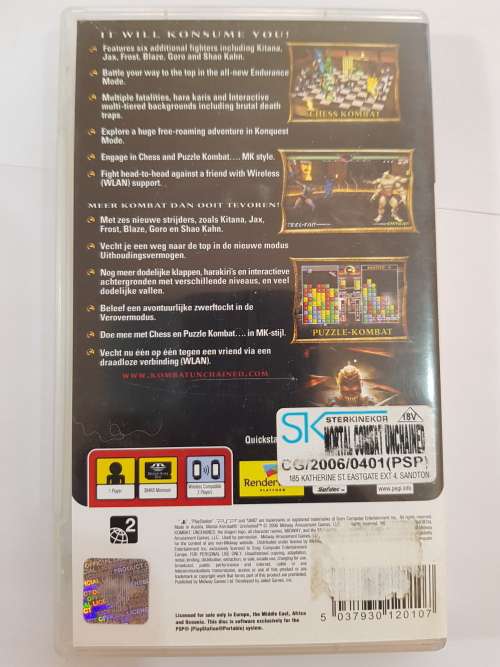 IT WILL KONSUME YOU!
Features six additional fighters including Kitana,
Jax, Frost, Blaze, Goro and Shao Kahn.
Battle your way to the top in the all-new Endurance
Mode.
Multiple fatalities, hara karis and Interactive
multi-tiered backgrounds including brutal death
traps.
Explore a huge free-roaming adventure in Konquest
Mode.
Engage in Chess and Puzzle Kombat.... MK style.
Fight head-to-head against a friend with Wireless
(WLAN) support.
CHESS KOMBAT
MEER KOMBAT DAN OOIT TEVOREN!
Met zes nieuwe strijders, zoals Kitana, Jax,
Frost, Blaze, Goro en Shao Kahn.
Vecht je een weg naar de top in de nieuwe modus
Uithoudingsvermogen.
Nog meer dodelijke klappen, harakiri's en interactieve
achtergronden met verschillende niveaus, en veel
dodelijke vallen.
Beleef een avontuurlijke zwerftocht in de
Verovermodus.
Doe mee met Chess en Puzzle Kombat.... in MK-stijl.
Vecht nu één op één tegen een vriend via een
draadloze verbinding (WLAN).
PUZZLE-KOMBAT
WWW.KOMBATUNCHAINED.COM
Quicksta
SK STERKINEKOR 18V
MORTAL COMBAT UNCHAINED
CG/2006/0401(PSP)
185 KATHERINE ST. EASTGATE EXT 4, SANDTON
1 Player
Wireless Compatible
2 Players
Render
PLATFORM
2
Licensed for sale only in Europe, the Middle East, Africa
and Oceania. This disc is software exclusively for the
PSP® (PlayStation®Portable) system.
5 037930 120107